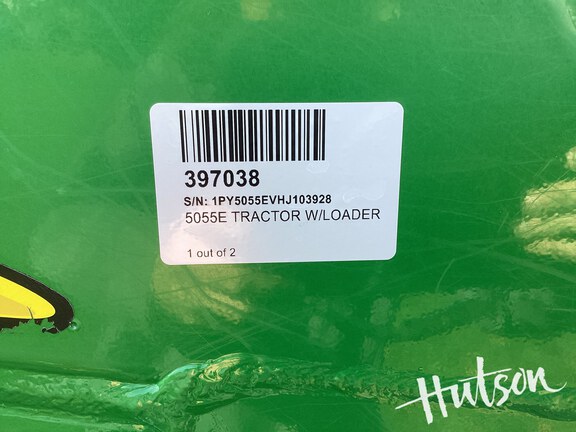 397038
S/N: 1PY5055EVHJ103928
5055E TRACTOR W/LOADER
1 out of 2
Hutson